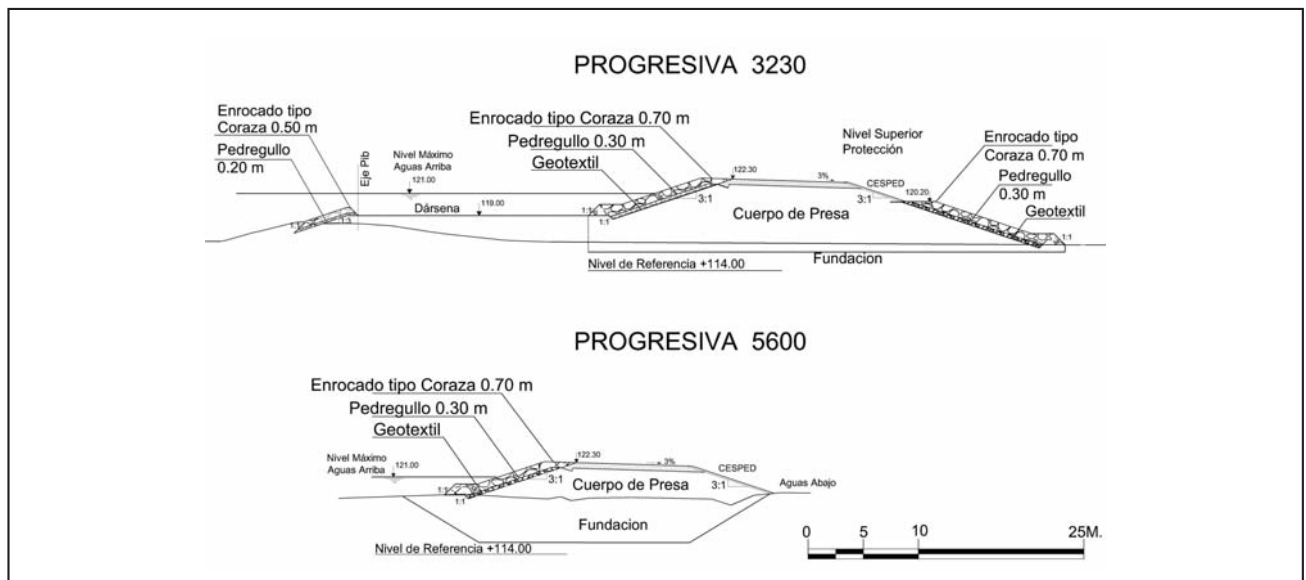 PROGRESIVA 3230
Enrocado tipo
Coraza 0.50 m
Pedregullo
0.20 m
Eje Pib
Nivel Máximo
Aguas Arriba
121.00
Dársena
119.00
Enrocado tipo Coraza 0.70 m
Pedregullo 0.30 m
Geotextil
122.30
3%
Nivel Superior
Protección
CESPED
120.20
Enrocado tipo
Coraza 0.70 m
Pedregullo
0.30 m
Geotextil
1:1
1:1
3:1
Cuerpo de Presa
3:1
1:1
Nivel de Referencia +114.00
Fundacion
PROGRESIVA 5600
Enrocado tipo Coraza 0.70 m
Pedregullo 0.30 m
Geotextil
Nivel Máximo
Aguas Arriba
121.00
122.30
3%
CESPED
1:1
1:1
3:1
Cuerpo de Presa
3:1
Aguas Abajo
Fundacion
Nivel de Referencia +114.00
0 5 10 25M.